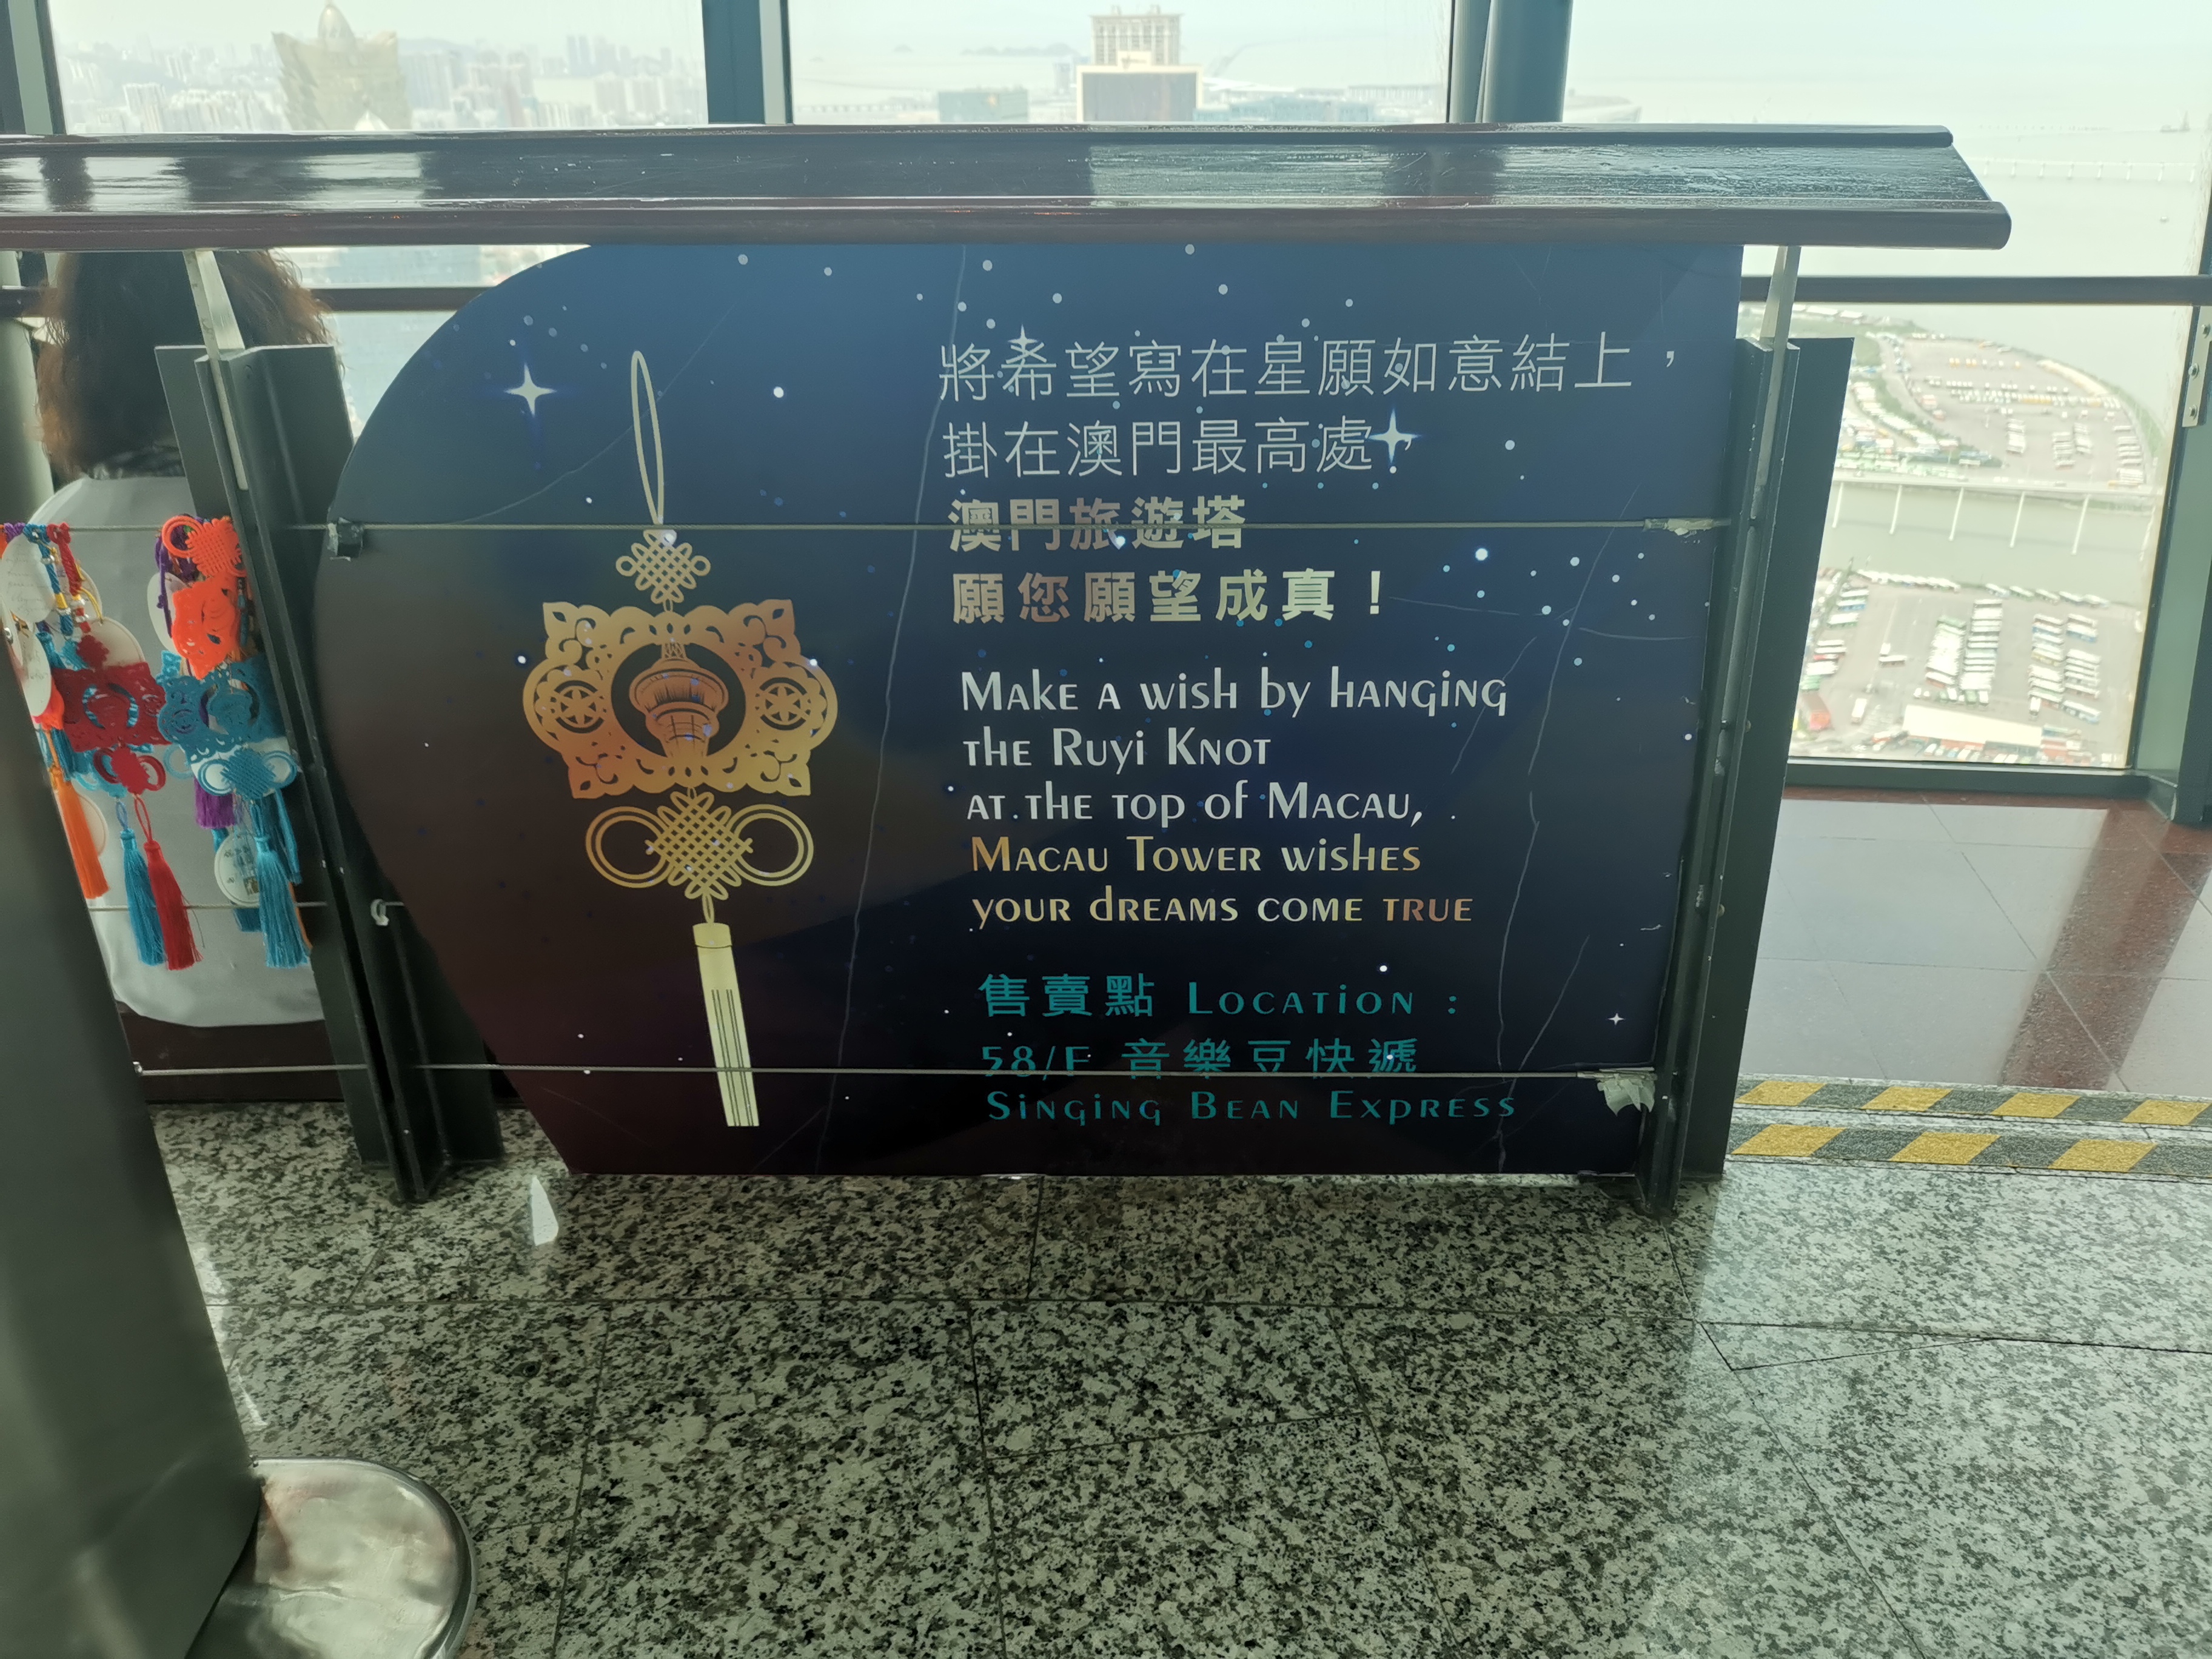 將希望寫在星願如意結上，
掛在澳門最高處，
澳門旅遊塔
願您願望成真！
Make a wish by hanging
the Ruyi Knot
at the top of Macau,
Macau Tower wishes
your dreams come true
售賣點 Location :
58/F 音樂豆快遞
Singing Bean Express